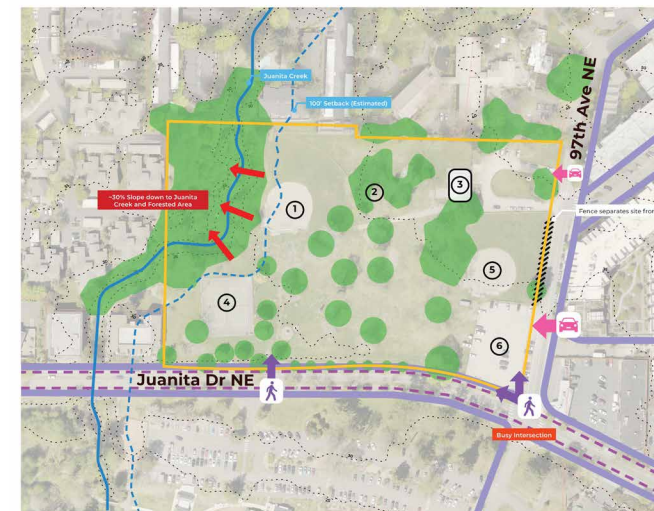 Juanita Creek
100' Setback (Estimated)
97th Ave NE
~30% Slope down to Juanita
Creek and Forested Area
1
2
3
Fence separates site from
4
5
6
Juanita Dr NE
Busy Intersection